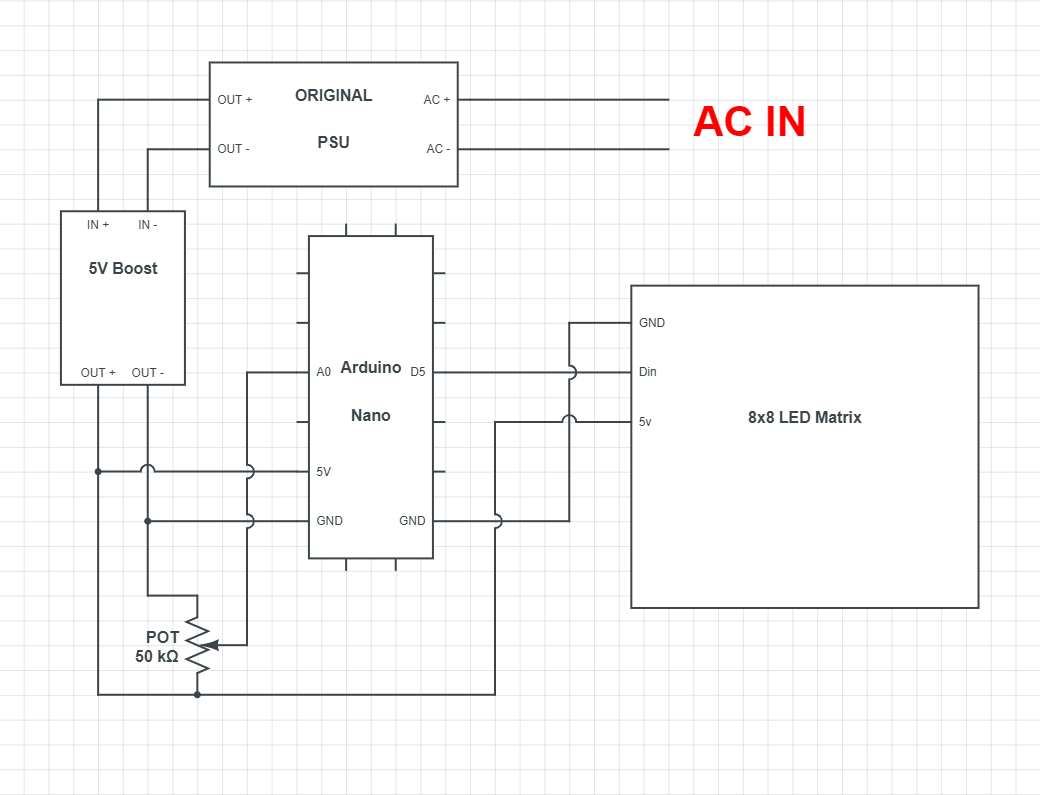 OUT +
ORIGINAL
AC +
AC IN
PSU
OUT -
AC -
IN +
IN -
5V Boost
OUT +
OUT -
A0
Arduino
D5
Nano
5V
GND
GND
GND
Din
5v
8x8 LED Matrix
POT
50 kΩ